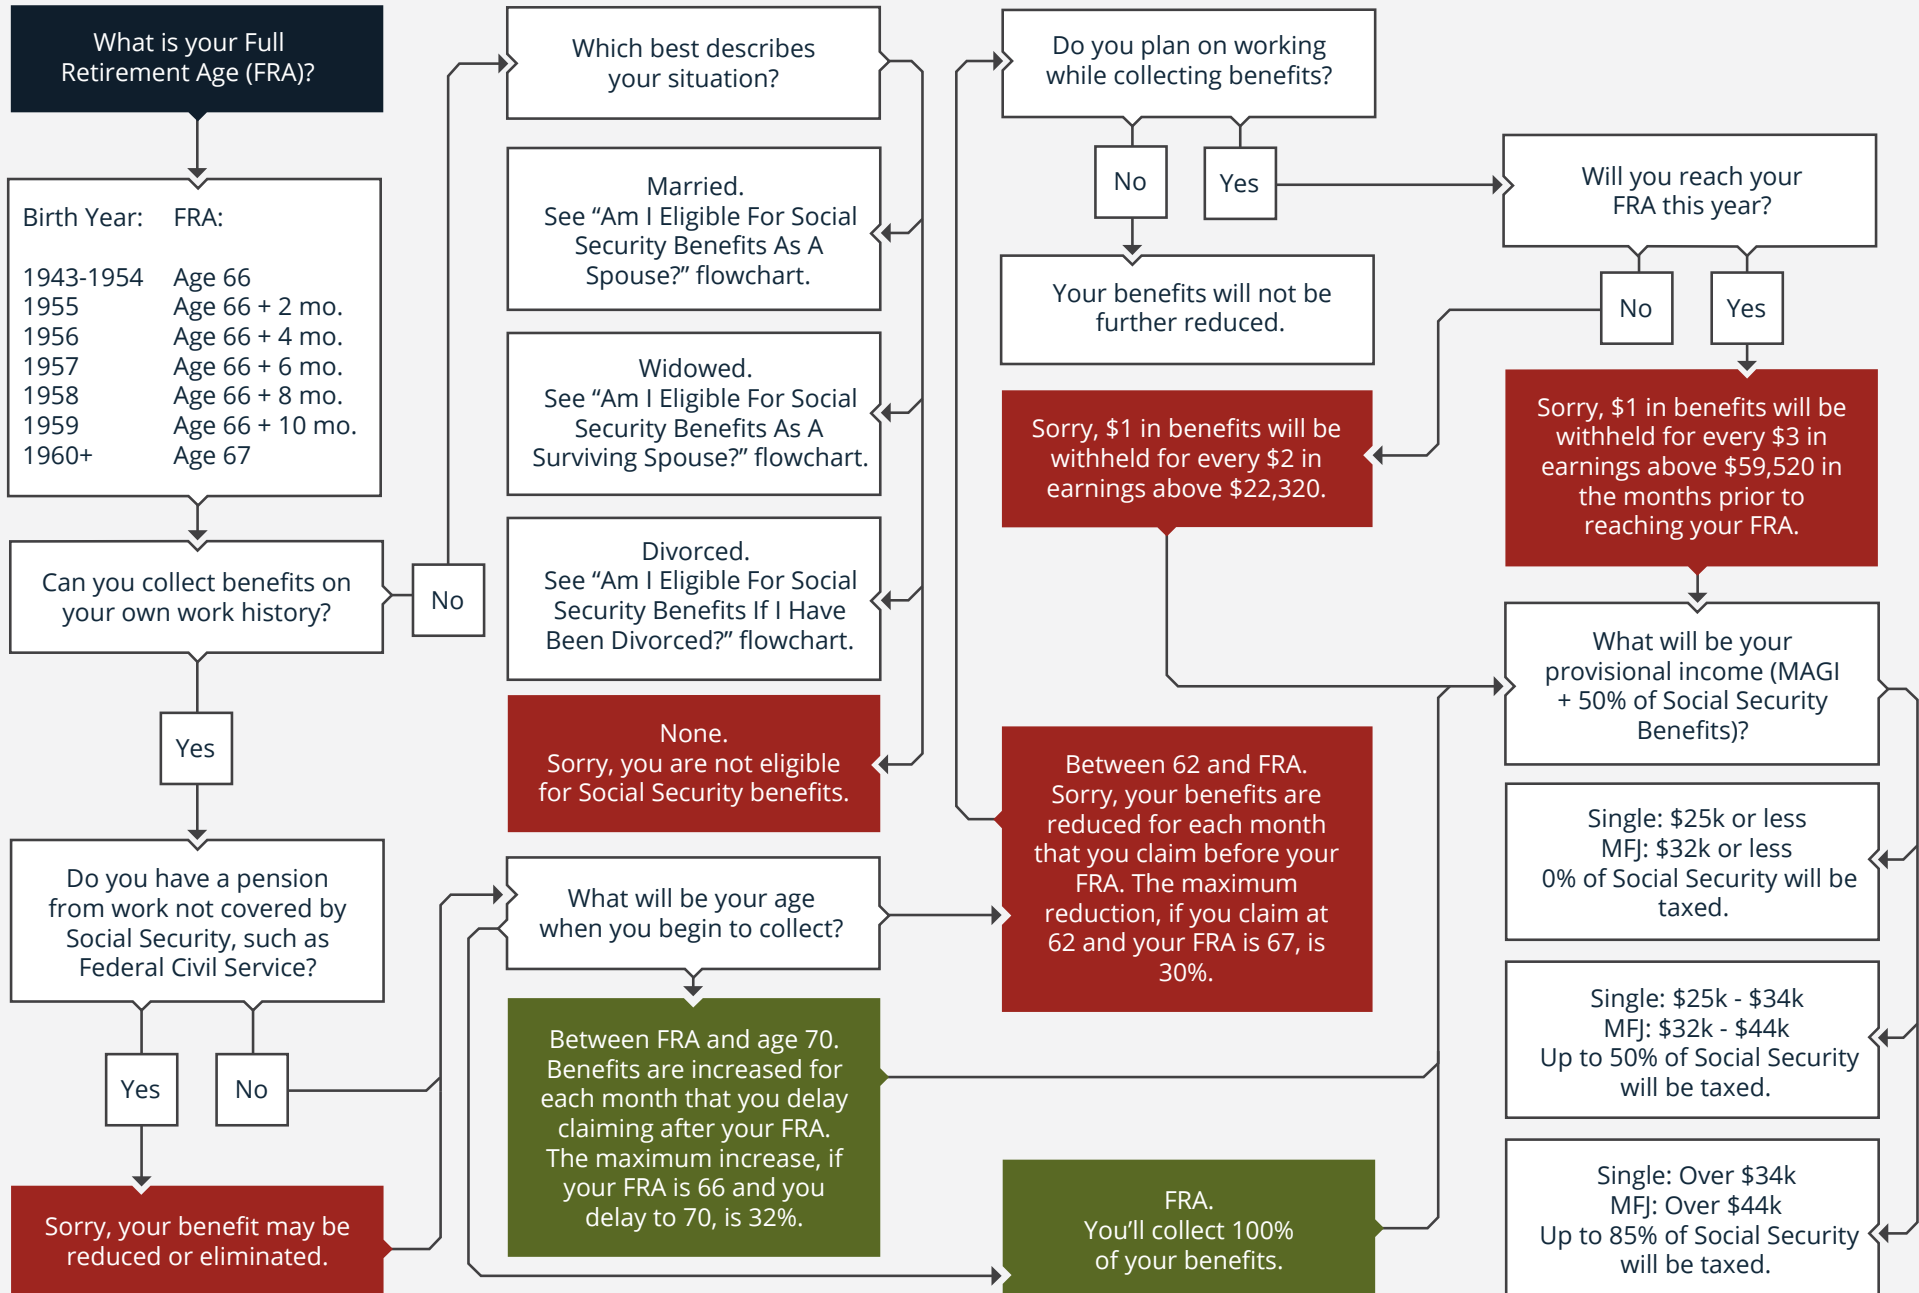 What is your Full
Retirement Age (FRA)?
Birth Year: FRA:
1943-1954 Age 66
1955 Age 66 + 2 mo.
1956 Age 66 + 4 mo.
1957 Age 66 + 6 mo.
1958 Age 66 + 8 mo.
1959 Age 66 + 10 mo.
1960+ Age 67
Can you collect benefits on
your own work history?
No
Yes
Do you have a pension
from work not covered by
Social Security, such as
Federal Civil Service?
Yes
No
Sorry, your benefit may be
reduced or eliminated.
Which best describes
your situation?
Married.
See “Am I Eligible For Social
Security Benefits As A
Spouse?” flowchart.
Widowed.
See “Am I Eligible For Social
Security Benefits As A
Surviving Spouse?” flowchart.
Divorced.
See “Am I Eligible For Social
Security Benefits If I Have
Been Divorced?” flowchart.
None.
Sorry, you are not eligible
for Social Security benefits.
What will be your age
when you begin to collect?
Between FRA and age 70.
Benefits are increased for
each month that you delay
claiming after your FRA.
The maximum increase, if
your FRA is 66 and you
delay to 70, is 32%.
Do you plan on working
while collecting benefits?
No
Yes
Your benefits will not be
further reduced.
Sorry, $1 in benefits will be
withheld for every $2 in
earnings above $22,320.
Between 62 and FRA.
Sorry, your benefits are
reduced for each month
that you claim before your
FRA. The maximum
reduction, if you claim at
62 and your FRA is 67, is
30%.
FRA.
You’ll collect 100%
of your benefits.
Will you reach your
FRA this year?
No
Yes
Sorry, $1 in benefits will be
withheld for every $3 in
earnings above $59,520 in
the months prior to
reaching your FRA.
What will be your
provisional income (MAGI
+ 50% of Social Security
Benefits)?
Single: $25k or less
MFJ: $32k or less
0% of Social Security will be
taxed.
Single: $25k - $34k
MFJ: $32k - $44k
Up to 50% of Social Security
will be taxed.
Single: Over $34k
MFJ: Over $44k
Up to 85% of Social Security
will be taxed.